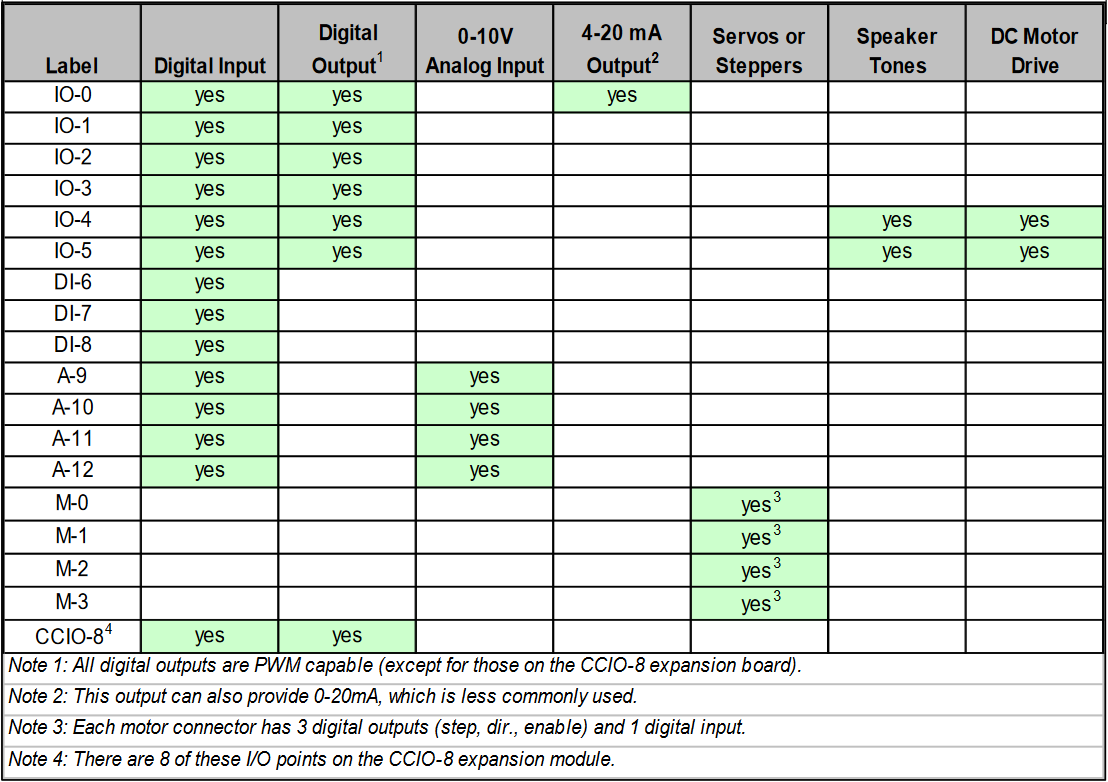 Label Digital Input Digital Output1 0-10V Analog Input 4-20 mA Output2 Servos or Steppers Speaker Tones DC Motor Drive
IO-0 yes yes yes
IO-1 yes yes
IO-2 yes yes
IO-3 yes yes
IO-4 yes yes yes yes
IO-5 yes yes yes yes
DI-6 yes
DI-7 yes
DI-8 yes
A-9 yes yes
A-10 yes yes
A-11 yes yes
A-12 yes yes
M-0 yes3
M-1 yes3
M-2 yes3
M-3 yes3
CCIO-84 yes yes
Note 1: All digital outputs are PWM capable (except for those on the CCIO-8 expansion board).
Note 2: This output can also provide 0-20mA, which is less commonly used.
Note 3: Each motor connector has 3 digital outputs (step, dir., enable) and 1 digital input.
Note 4: There are 8 of these I/O points on the CCIO-8 expansion module.